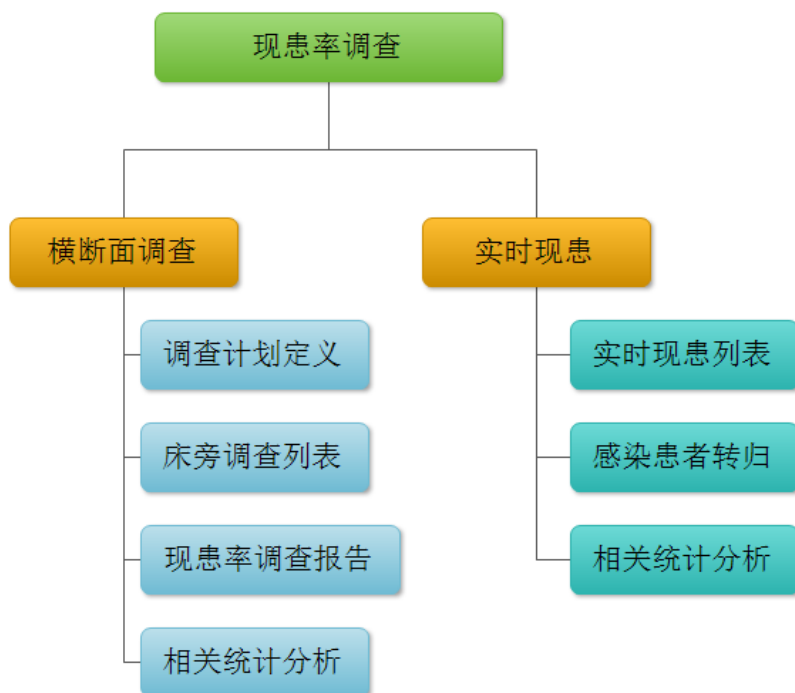 现患率调查
横断面调查
实时现患
调查计划定义
实时现患列表
床旁调查列表
感染患者转归
现患率调查报告
相关统计分析
相关统计分析